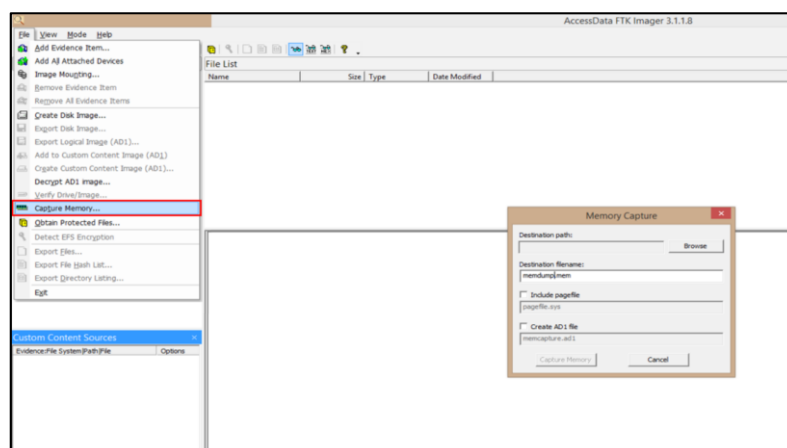 AccessData FTK Imager 3.1.1.8
File View Mode Help
Add Evidence Item...
Add All Attached Devices
Image Mounting...
Remove Evidence Item
Remove All Evidence Items
Create Disk Image...
Export Disk Image...
Export Logical Image (AD1)...
Add to Custom Content Image (AD1)
Create Custom Content Image (AD1)...
Decrypt AD1 image...
Verify Drive/Image...
Capture Memory...
Obtain Protected Files...
Detect EFS Encryption
Export Files...
Export File Hash List...
Export Directory Listing...
Exit
File List
Name Size Type Date Modified
Memory Capture
Destination path:
Browse
Destination filename:
memdump.mem
Include pagefile
pagefile.sys
Create AD1 file
memcapture.ad1
Capture Memory Cancel
Custom Content Sources
Evidence:File System|Path|File Options